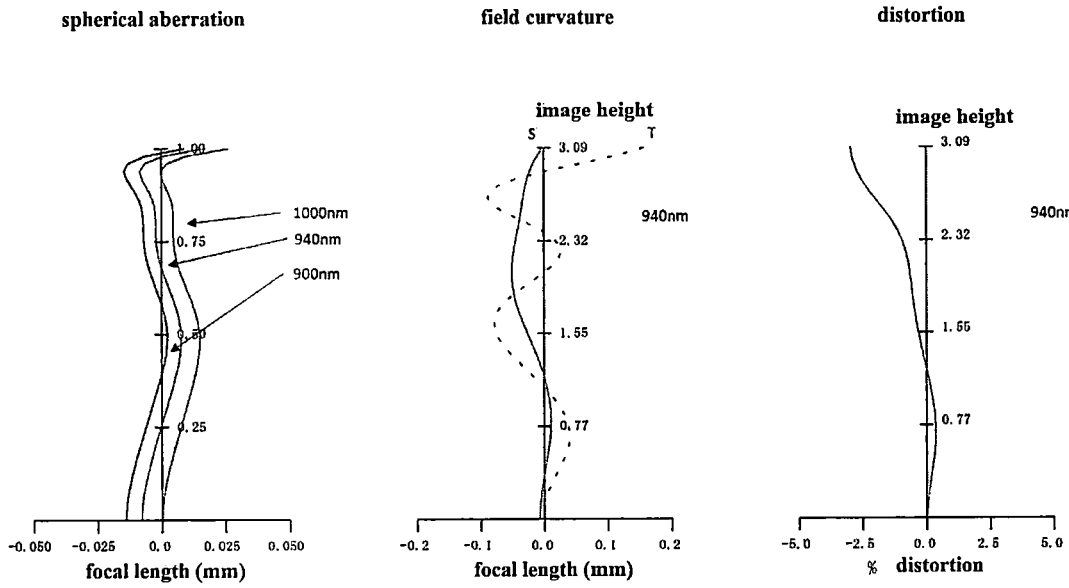 spherical aberration
1.00
0.75
0.50
0.25
1000nm
940nm
900nm
-0.050 -0.025 0.0 0.025 0.050
focal length (mm)
field curvature
image height
S T
3.09
2.32
1.55
0.77
940nm
-0.2 -0.1 0.0 0.1 0.2
focal length (mm)
distortion
image height
3.09
2.32
1.55
0.77
940nm
-5.0 -2.5 0.0 2.5 5.0
% distortion